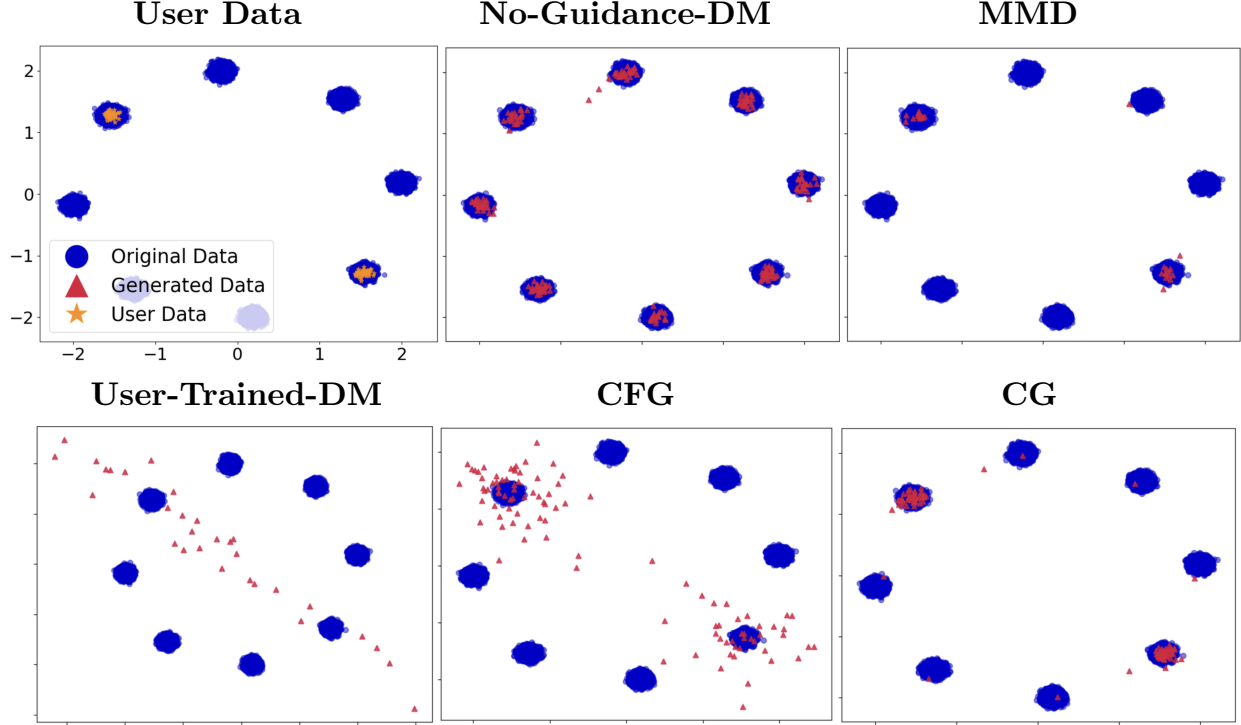 User Data
No-Guidance-DM
MMD
2
1
0
−1
−2
Original Data
Generated Data
User Data
−2
−1
0
1
2
User-Trained-DM
CFG
CG